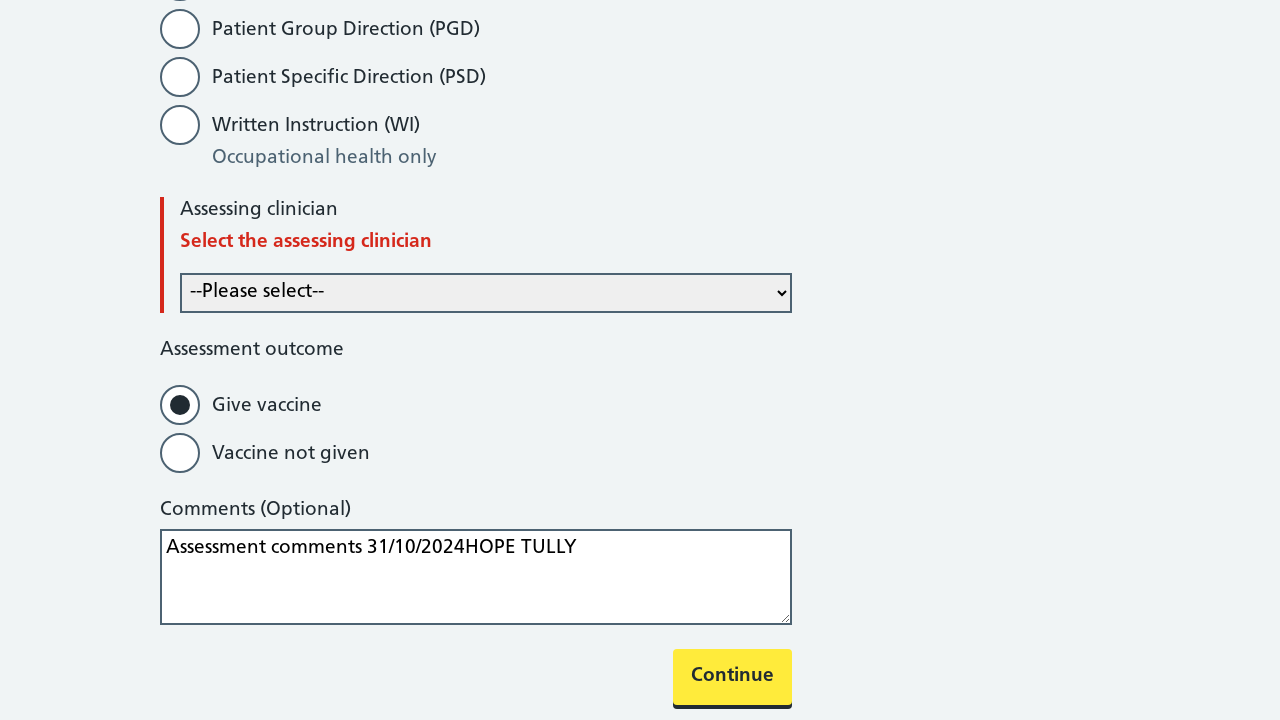 Patient Group Direction (PGD)
Patient Specific Direction (PSD)
Written Instruction (WI)
Occupational health only
Assessing clinician
Select the assessing clinician
--Please select--
Assessment outcome
Give vaccine
Vaccine not given
Comments (Optional)
Assessment comments 31/10/2024HOPE TULLY
Continue